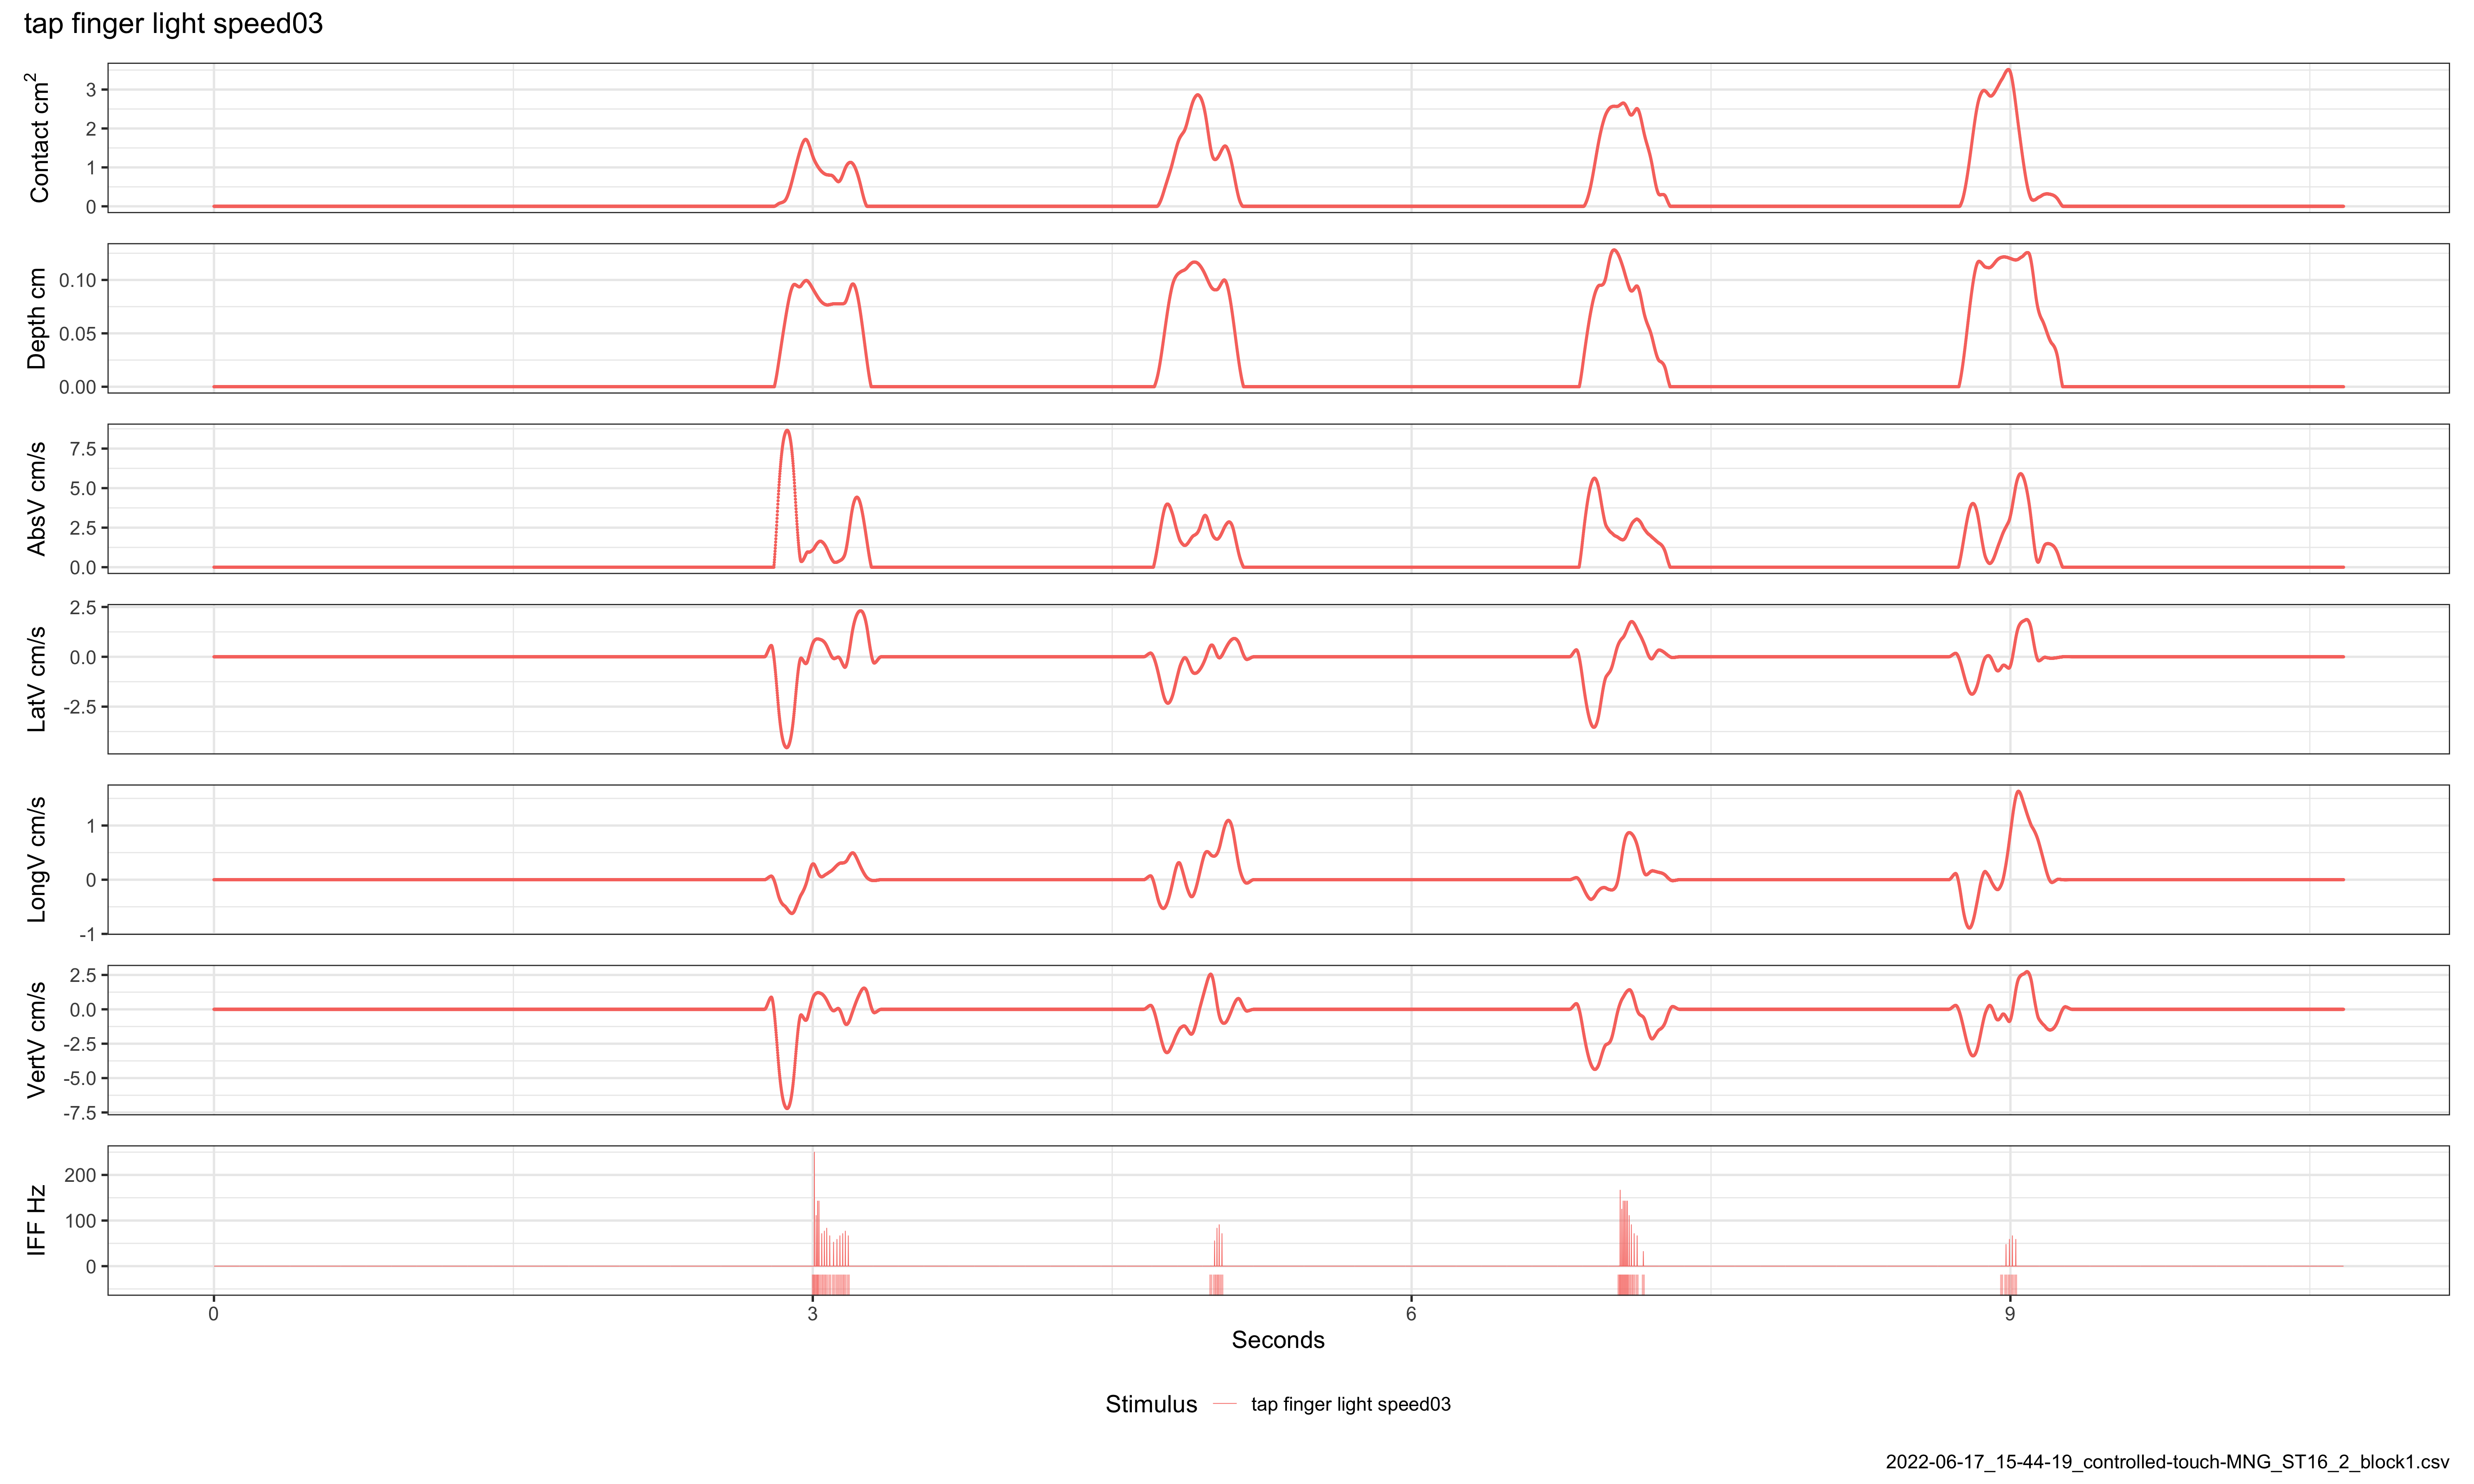 tap finger light speed03
Contact cm²
3
2
1
0
Depth cm
0.10
0.05
0.00
AbsV cm/s
7.5
5.0
2.5
0.0
LatV cm/s
2.5
0.0
-2.5
LongV cm/s
1
0
-1
VertV cm/s
2.5
0.0
-2.5
-5.0
-7.5
IFF Hz
200
100
0
0 3 6 9
Seconds
Stimulus tap finger light speed03
2022-06-17_15-44-19_controlled-touch-MNG_ST16_2_block1.csv